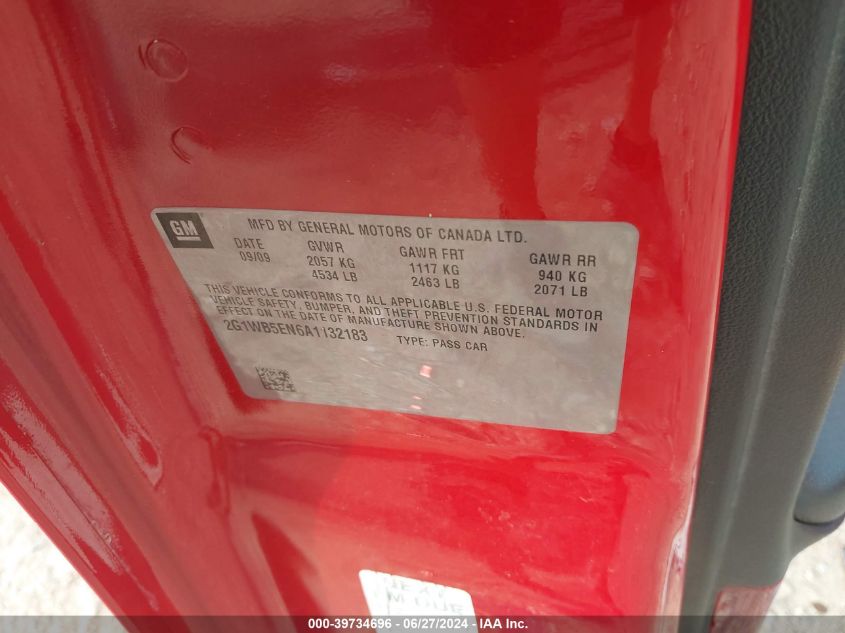 GM
MFD BY GENERAL MOTORS OF CANADA LTD.
DATE GVWR GAWR FRT GAWR RR
09/09 2057 KG 1117 KG 940 KG
4534 LB 2463 LB 2071 LB
THIS VEHICLE CONFORMS TO ALL APPLICABLE U.S. FEDERAL MOTOR
VEHICLE SAFETY, BUMPER, AND THEFT PREVENTION STANDARDS IN
EFFECT ON THE DATE OF MANUFACTURE SHOWN ABOVE.
2G1WB5EN6A1132183 TYPE: PASS CAR
NEXT
DUE
000-39734696 - 06/27/2024 - IAA Inc.